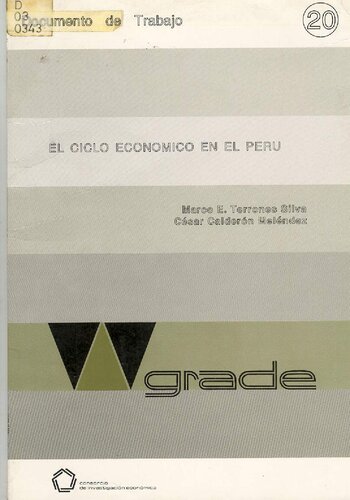 D
03
0343
Documento de Trabajo
20
EL CICLO ECONOMICO EN EL PERU
Marco E. Terrones Silva
César Calderón Meléndez
grade
consorcio
de investigación económica